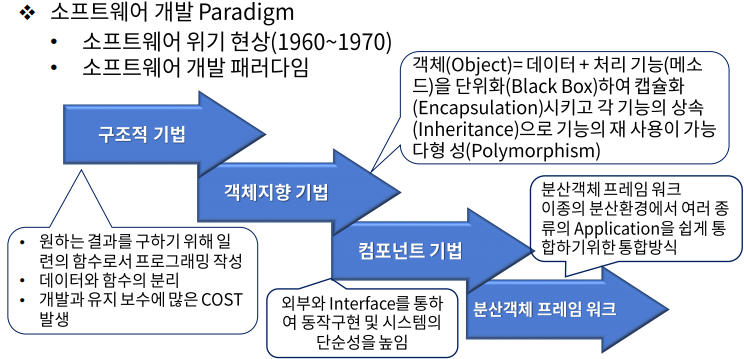 ❖ 소프트웨어 개발 Paradigm
• 소프트웨어 위기 현상(1960~1970)
• 소프트웨어 개발 패러다임
객체(Object)= 데이터 + 처리 기능(메소
드)을 단위화(Black Box)하여 캡슐화
(Encapsulation)시키고 각 기능의 상속
(Inheritance)으로 기능의 재 사용이 가능
다형 성(Polymorphism)
구조적 기법
객체지향 기법
컴포넌트 기법
분산객체 프레임 워크
• 원하는 결과를 구하기 위해 일
련의 함수로서 프로그래밍 작성
• 데이터와 함수의 분리
• 개발과 유지 보수에 많은 COST
발생
외부와 Interface를 통하
여 동작구현 및 시스템의
단순성을 높임
분산객체 프레임 워크
이종의 분산환경에서 여러 종
류의 Application을 쉽게 통
합하기위한 통합방식